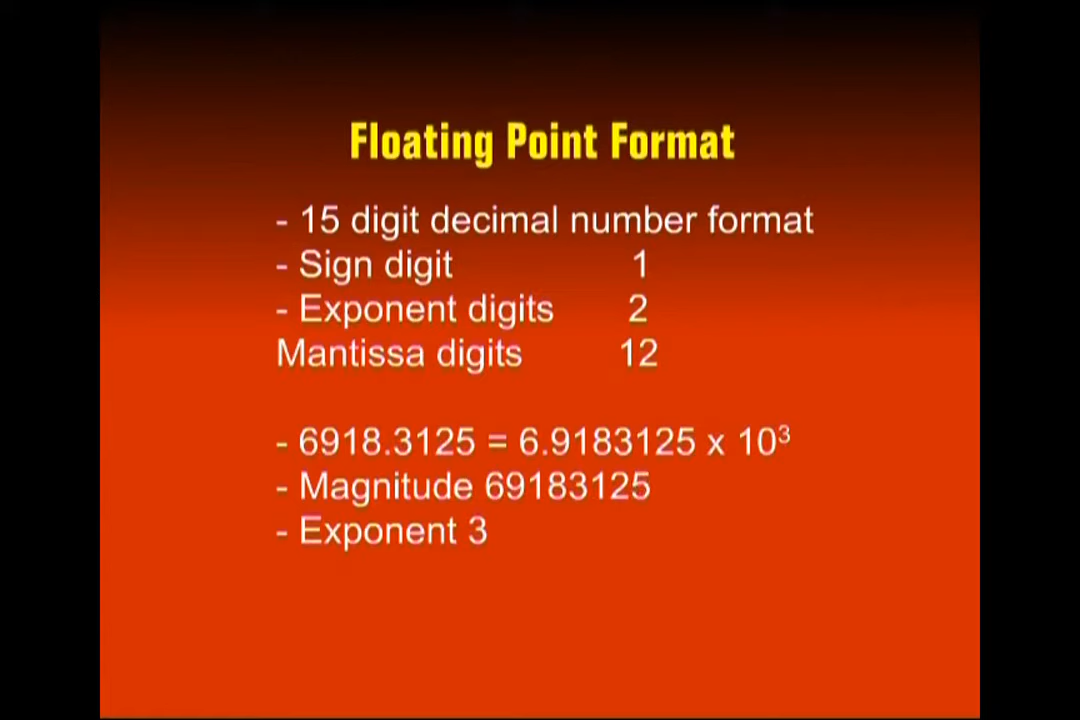 Floating Point Format
- 15 digit decimal number format
- Sign digit 1
- Exponent digits 2
Mantissa digits 12
- 6918.3125 = 6.9183125 x 10³
- Magnitude 69183125
- Exponent 3